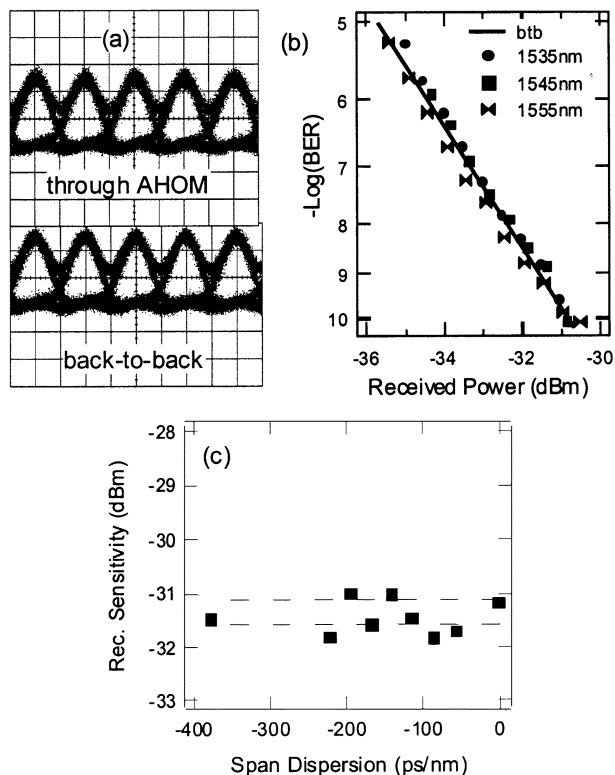 (a)
through AHOM
back-to-back
(b)
btb
1535nm
1545nm
1555nm
5
6
7
8
9
10
-Log(BER)
-36
-34
-32
-30
Received Power (dBm)
(c)
-28
-29
-30
-31
-32
-33
Rec. Sensitivity (dBm)
-400
-300
-200
-100
0
Span Dispersion (ps/nm)